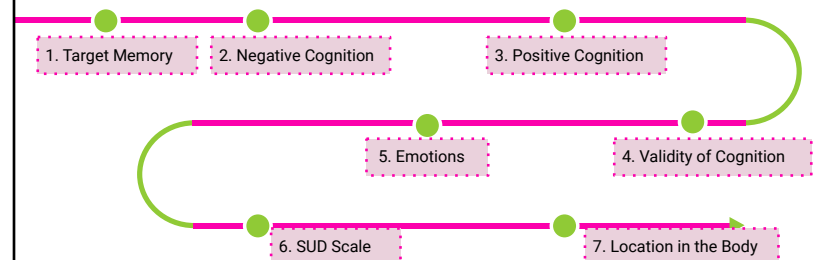 1. Target Memory
2. Negative Cognition
3. Positive Cognition
4. Validity of Cognition
5. Emotions
6. SUD Scale
7. Location in the Body